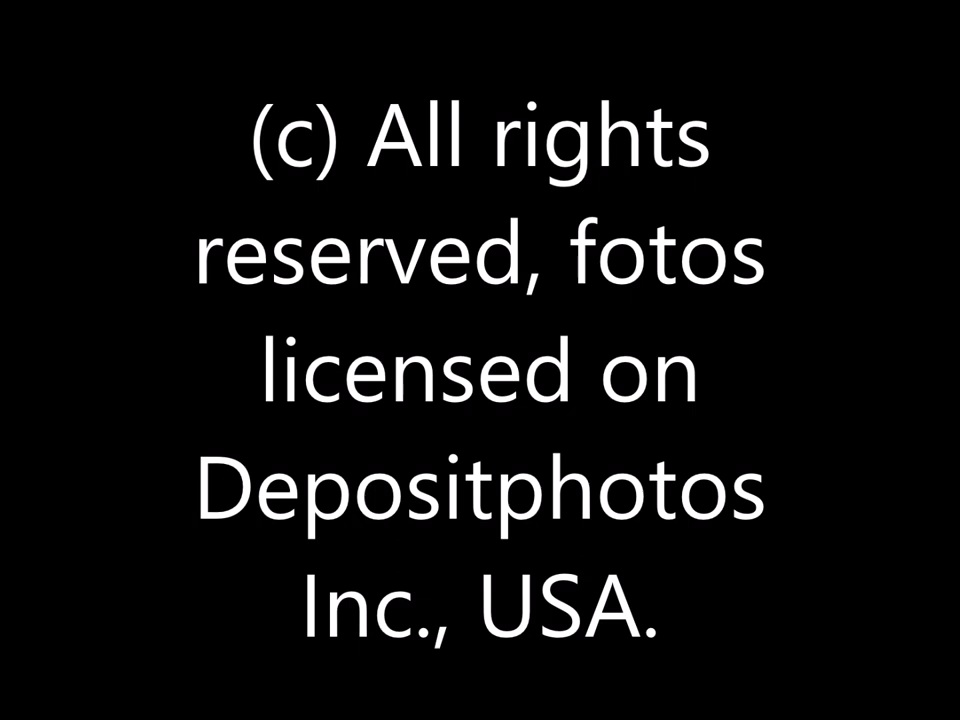 (c) All rights
reserved, fotos
licensed on
Depositphotos
Inc., USA.